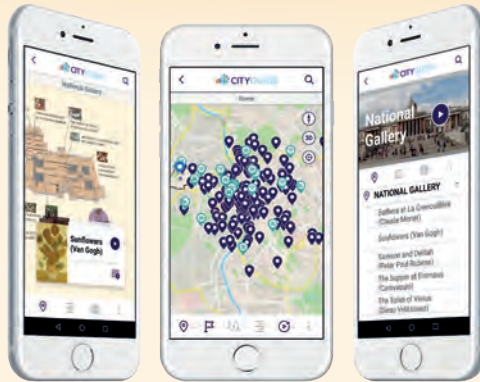 CITY
National Gallery
Sunflowers
(Van Gogh)
CITY
Rome
3D
CITY
National
Gallery
NATIONAL GALLERY
Bathers at La Grenouillère
(Claude Monet)
Sunflowers (Van Gogh)
Samson and Delilah
(Peter Paul Rubens)
The Supper at Emmaus
(Caravaggio)
The Toilet of Venus
(Diego Velázquez)